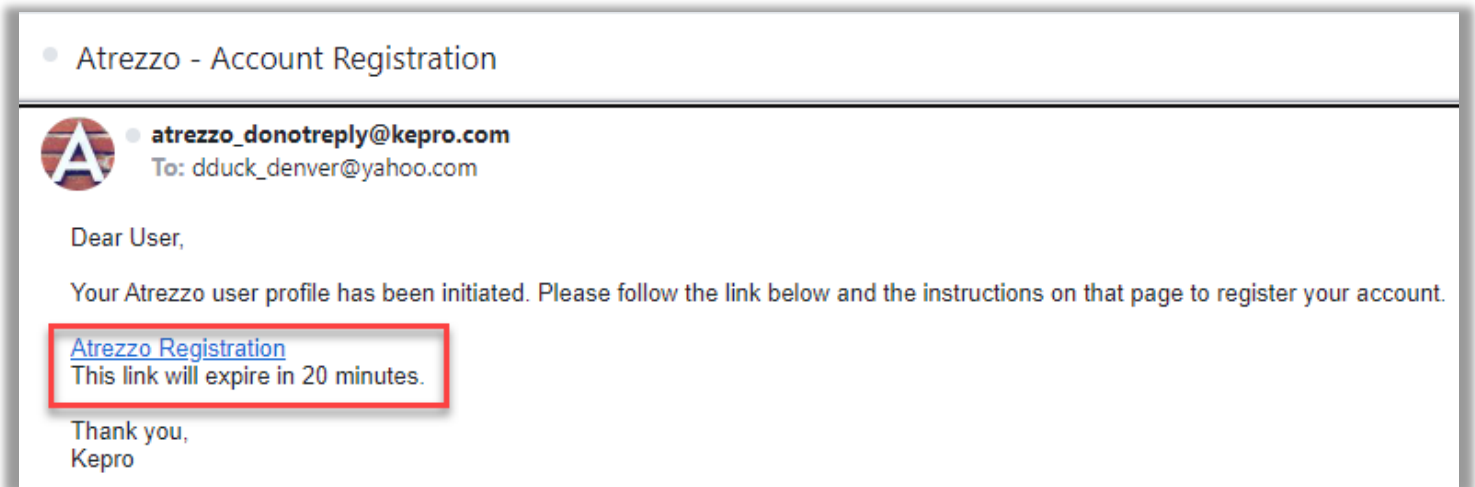 Atrezzo - Account Registration
atrezzo_donotreply@kepro.com
To: dduck_denver@yahoo.com
Dear User,
Your Atrezzo user profile has been initiated. Please follow the link below and the instructions on that page to register your account.
Atrezzo Registration
This link will expire in 20 minutes.
Thank you,
Kepro